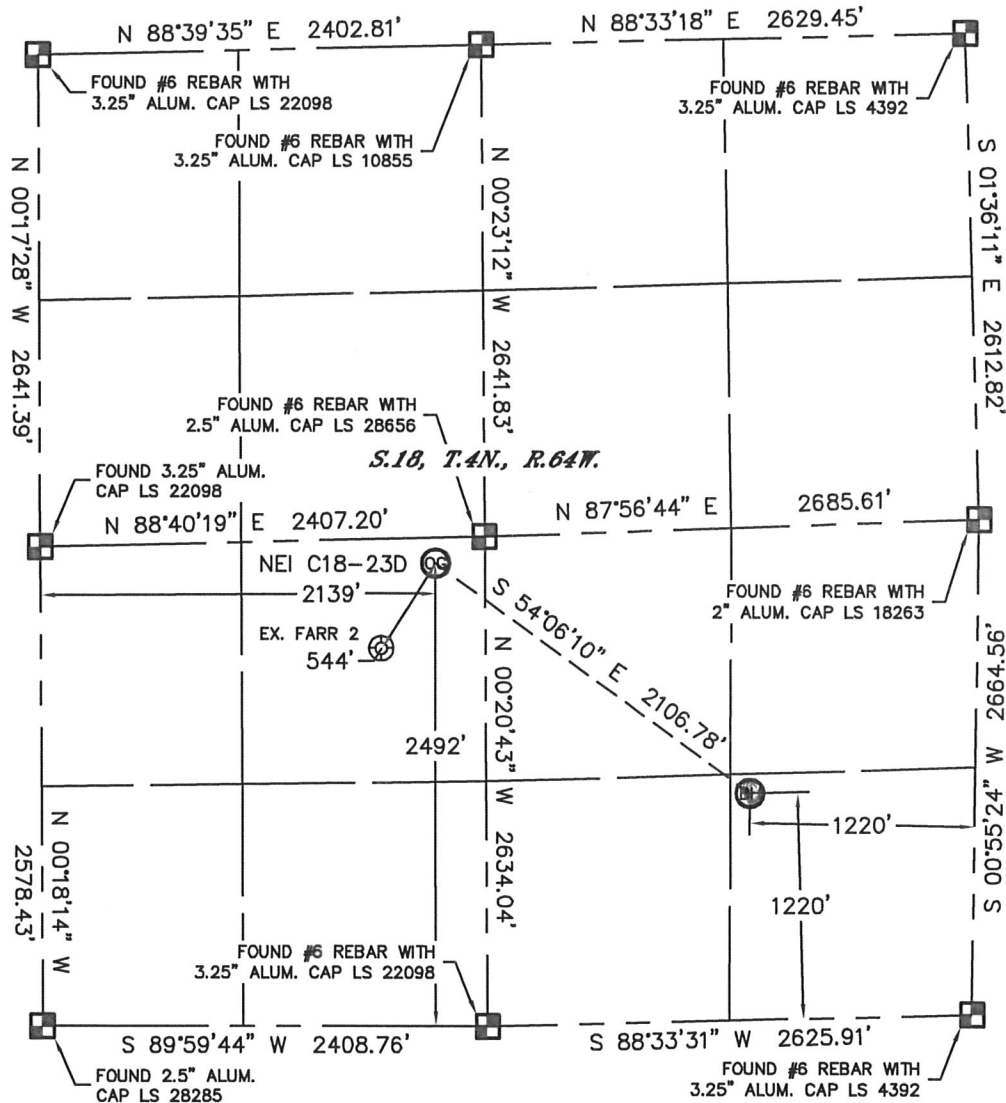 N 88°39'35" E 2402.81'
N 88°33'18" E 2629.45'
FOUND #6 REBAR WITH
3.25" ALUM. CAP LS 22098
FOUND #6 REBAR WITH
3.25" ALUM. CAP LS 10855
FOUND #6 REBAR WITH
3.25" ALUM. CAP LS 4392
N 00°17'28" W 2641.39'
N 00°23'12" W 2641.83'
S 01°36'11" E 2612.82'
FOUND #6 REBAR WITH
2.5" ALUM. CAP LS 28656
S.18, T.4N., R.64W.
FOUND 3.25" ALUM.
CAP LS 22098
N 88°40'19" E 2407.20'
N 87°56'44" E 2685.61'
NEI C18-23D
OG
2139'
FOUND #6 REBAR WITH
2" ALUM. CAP LS 18263
EX. FARR 2
544'
S 54°06'10" E 2106.78'
N 00°20'43" W 2634.04'
S 00°55'24" W 2664.56'
2492'
BH
1220'
1220'
N 00°18'14" W
2578.43'
FOUND #6 REBAR WITH
3.25" ALUM. CAP LS 22098
S 89°59'44" W 2408.76'
S 88°33'31" W 2625.91'
FOUND 2.5" ALUM.
CAP LS 28285
FOUND #6 REBAR WITH
3.25" ALUM. CAP LS 4392